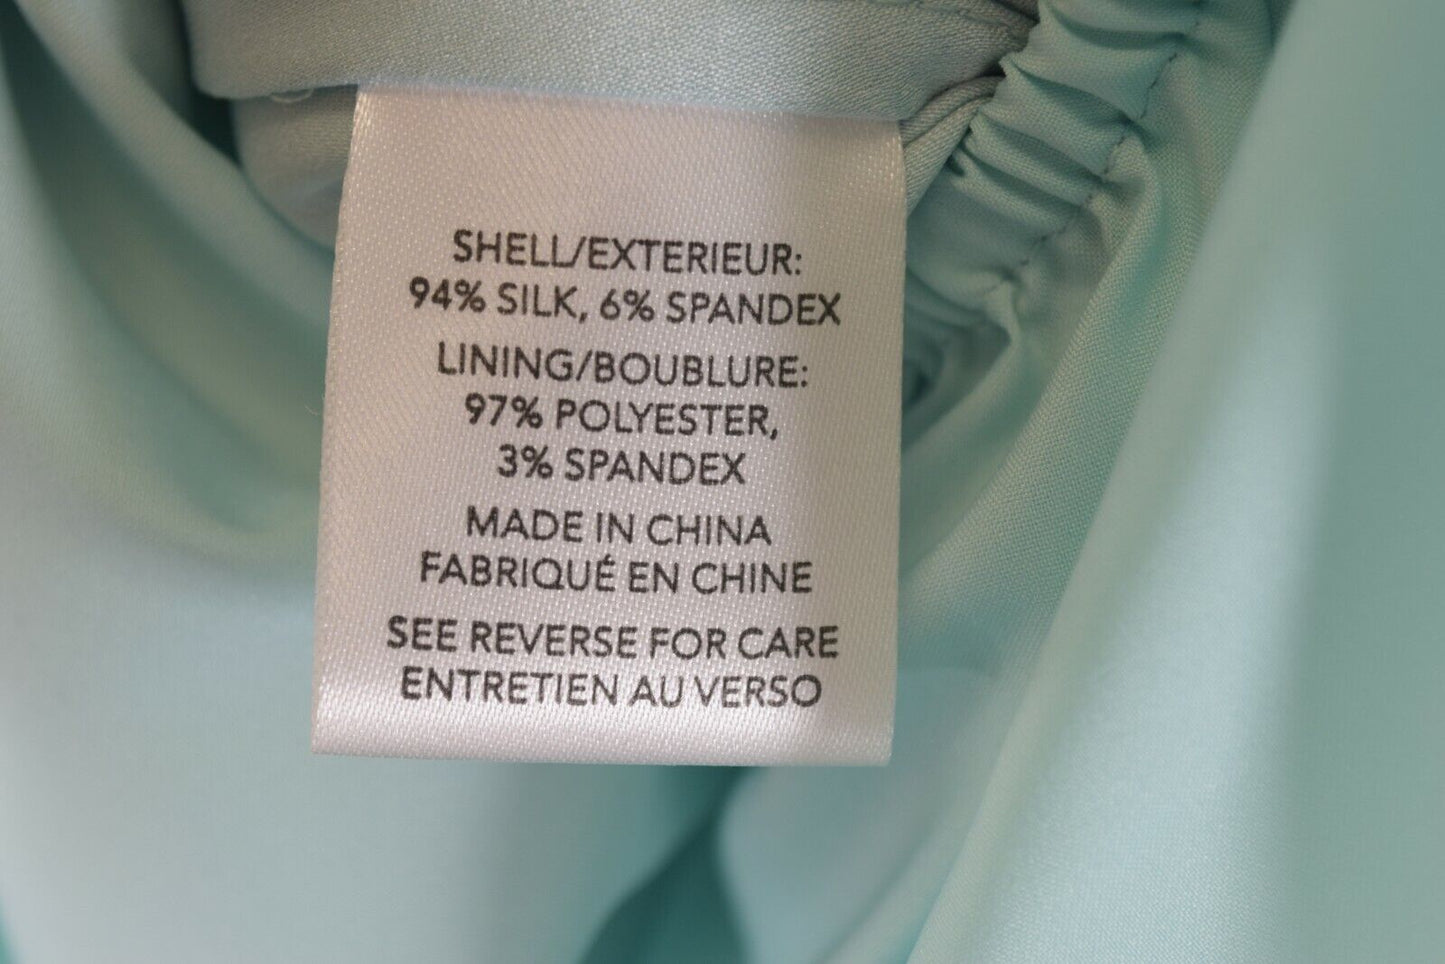 SHELL/EXTERIEUR:
94% SILK, 6% SPANDEX
LINING/BOUBLURE:
97% POLYESTER,
3% SPANDEX
MADE IN CHINA
FABRIQUÉ EN CHINE
SEE REVERSE FOR CARE
ENTRETIEN AU VERSO